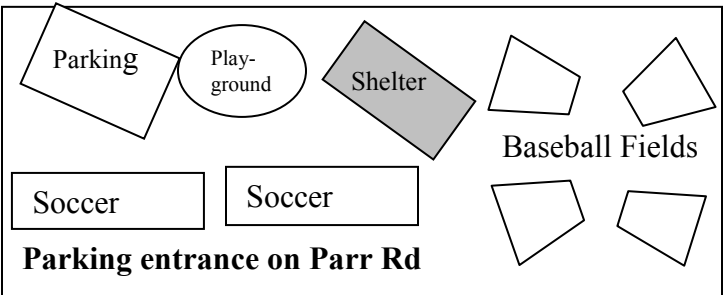 Parking
Play-
ground
Shelter
Baseball Fields
Soccer
Soccer
Parking entrance on Parr Rd